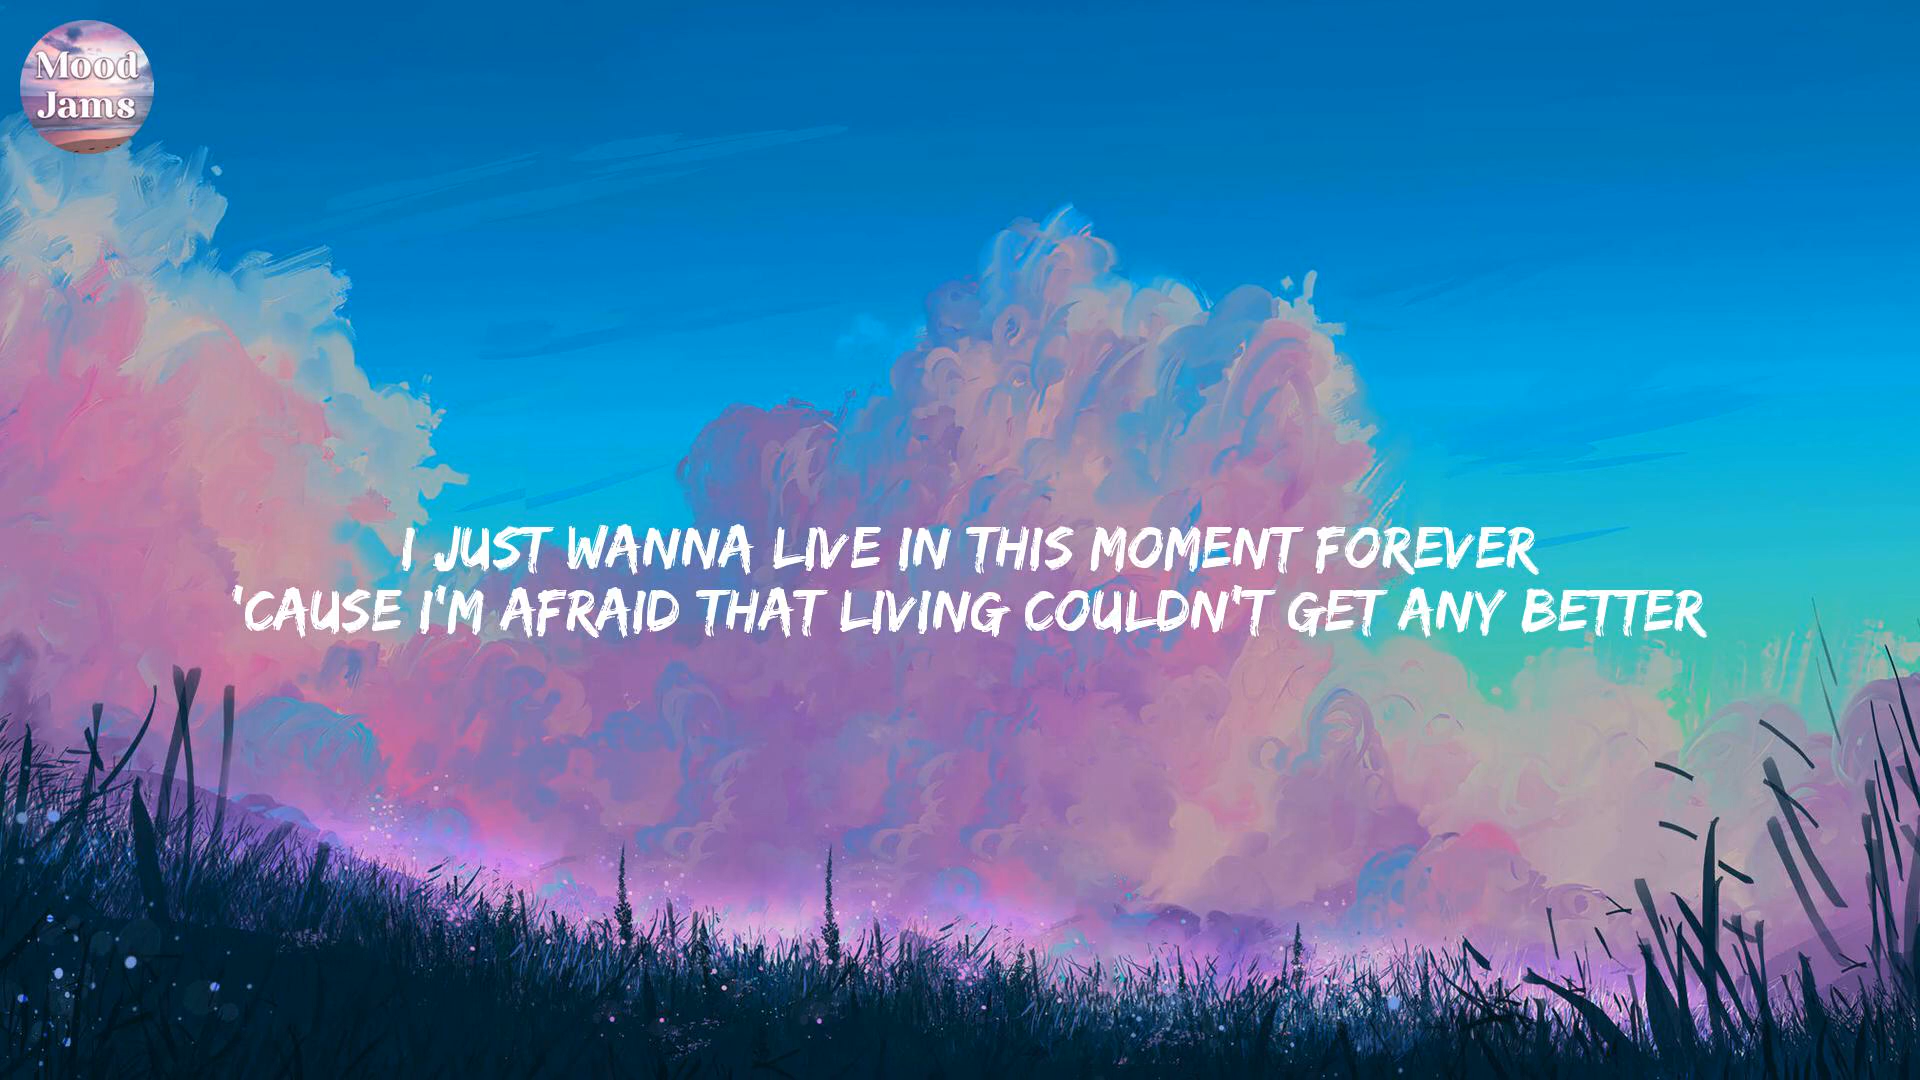 Mood
Jams
I JUST WANNA LIVE IN THIS MOMENT FOREVER
'CAUSE I'M AFRAID THAT LIVING COULDN'T GET ANY BETTER